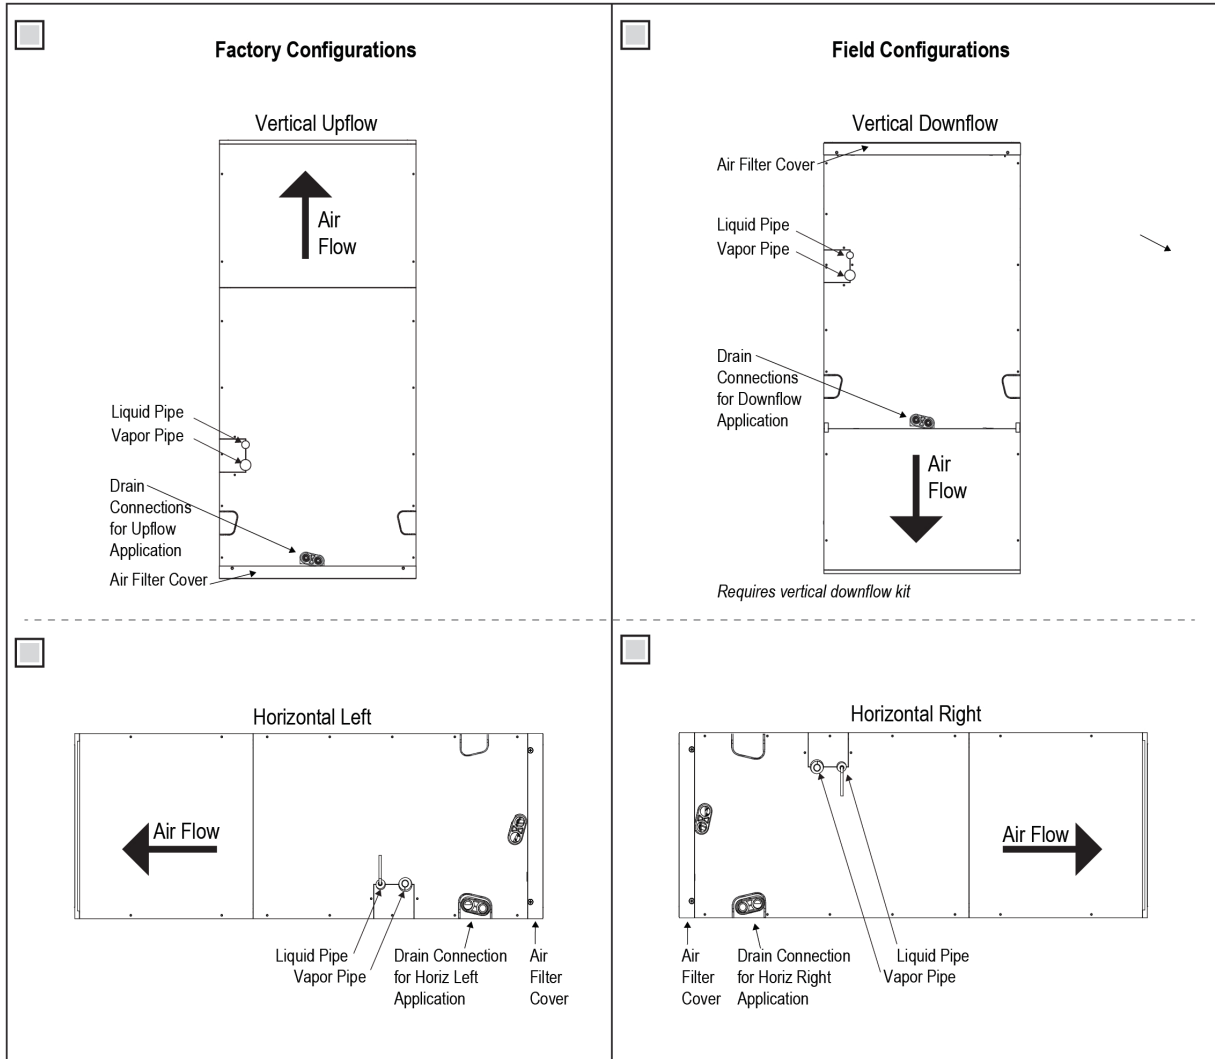 Factory Configurations
Vertical Upflow
Air
Flow
Liquid Pipe
Vapor Pipe
Drain
Connections
for Upflow
Application
Air Filter Cover
Field Configurations
Vertical Downflow
Air Filter Cover
Liquid Pipe
Vapor Pipe
Drain
Connections
for Downflow
Application
Air
Flow
Requires vertical downflow kit
Horizontal Left
Air Flow
Liquid Pipe
Vapor Pipe
Drain Connection
for Horiz Left
Application
Air
Filter
Cover
Horizontal Right
Air Flow
Air
Filter
Cover
Drain Connection
for Horiz Right
Application
Liquid Pipe
Vapor Pipe